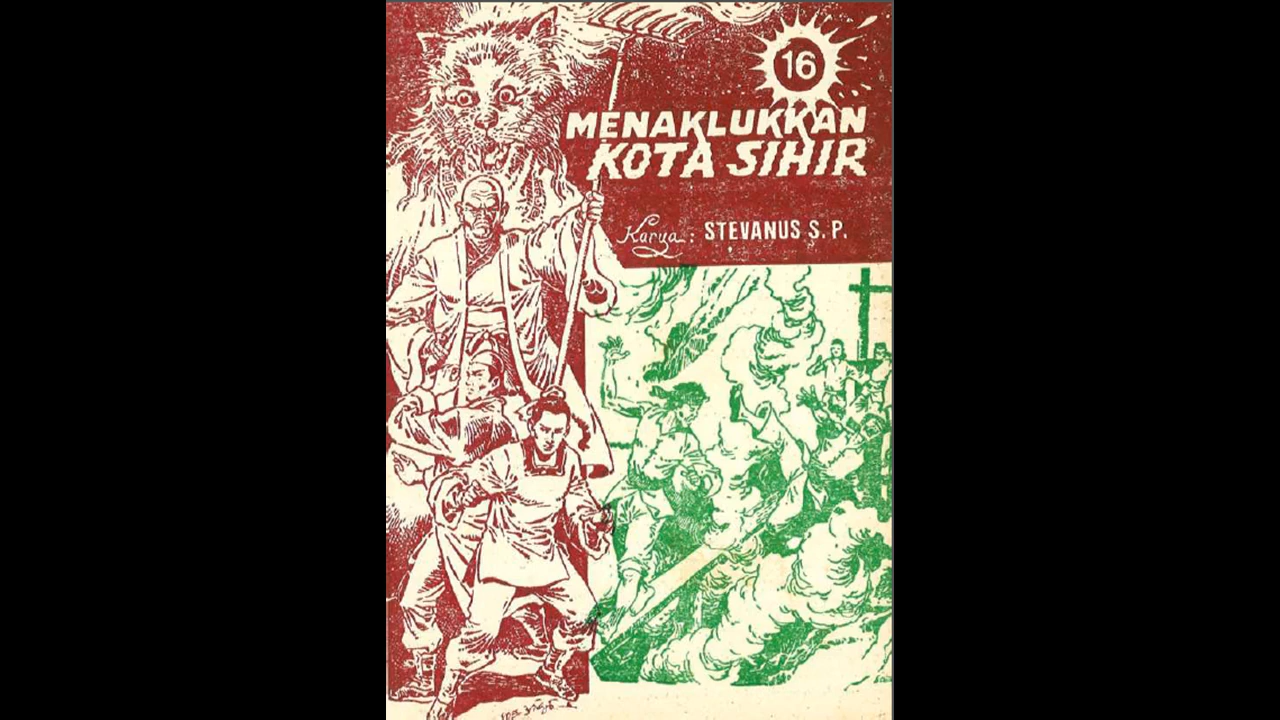 16
MENAKLUKKAN
KOTA SIHIR
Karya : STEVANUS S. P.